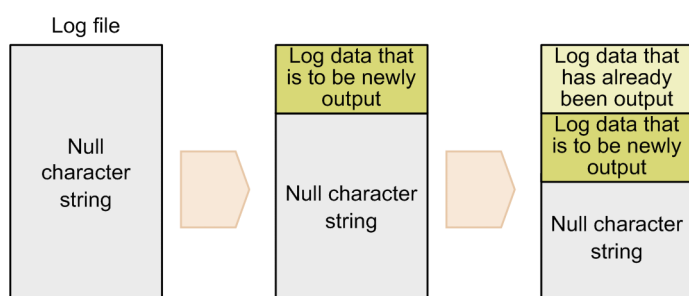 Log file
Null
character
string
Log data that
is to be newly
output
Null character
string
Log data that
has already
been output
Log data that
is to be newly
output
Null character
string